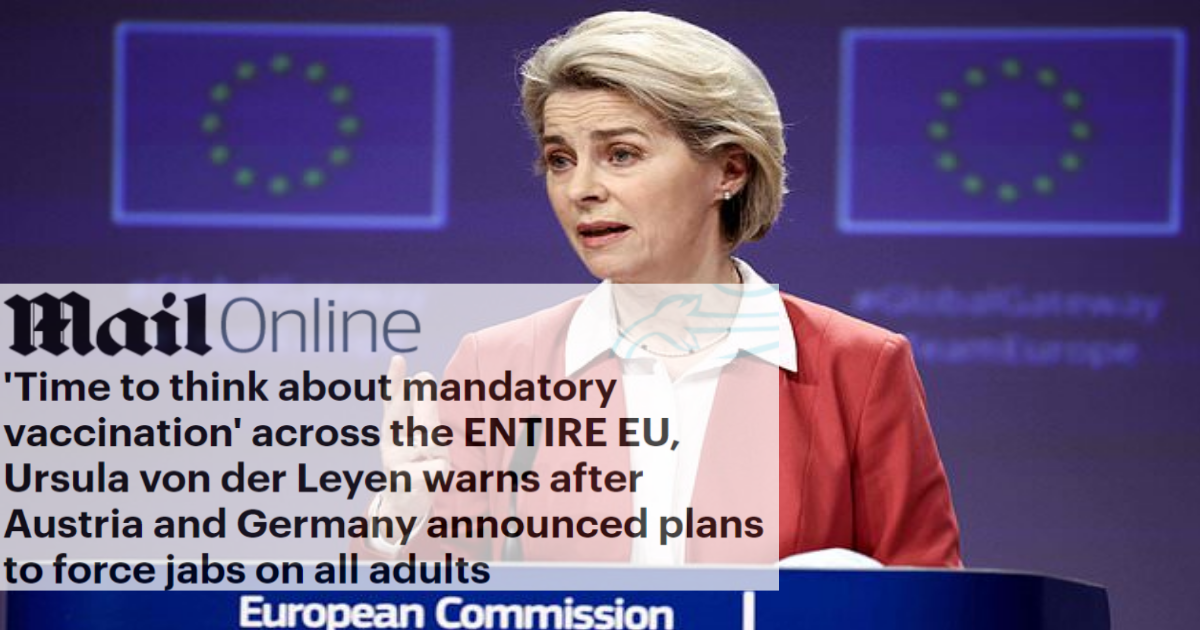 #GlobalGateway
TeamEurope
Mail Online
'Time to think about mandatory
vaccination' across the ENTIRE EU,
Ursula von der Leyen warns after
Austria and Germany announced plans
to force jabs on all adults
European Commission